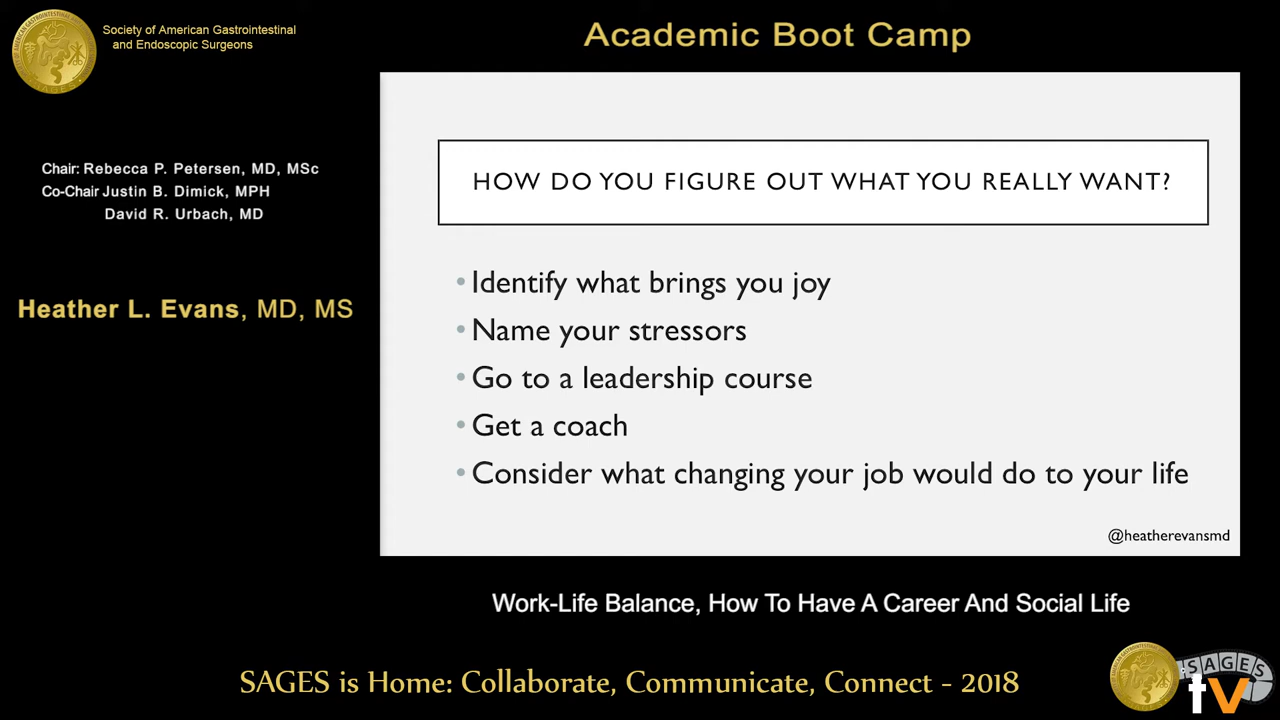 Society of American Gastrointestinal
and Endoscopic Surgeons
Academic Boot Camp
Chair: Rebecca P. Petersen, MD, MSc
Co-Chair Justin B. Dimick, MPH
David R. Urbach, MD
Heather L. Evans, MD, MS
HOW DO YOU FIGURE OUT WHAT YOU REALLY WANT?
• Identify what brings you joy
• Name your stressors
• Go to a leadership course
• Get a coach
• Consider what changing your job would do to your life
@heatherevansmd
Work-Life Balance, How To Have A Career And Social Life
SAGES is Home: Collaborate, Communicate, Connect - 2018
SAGES
tv